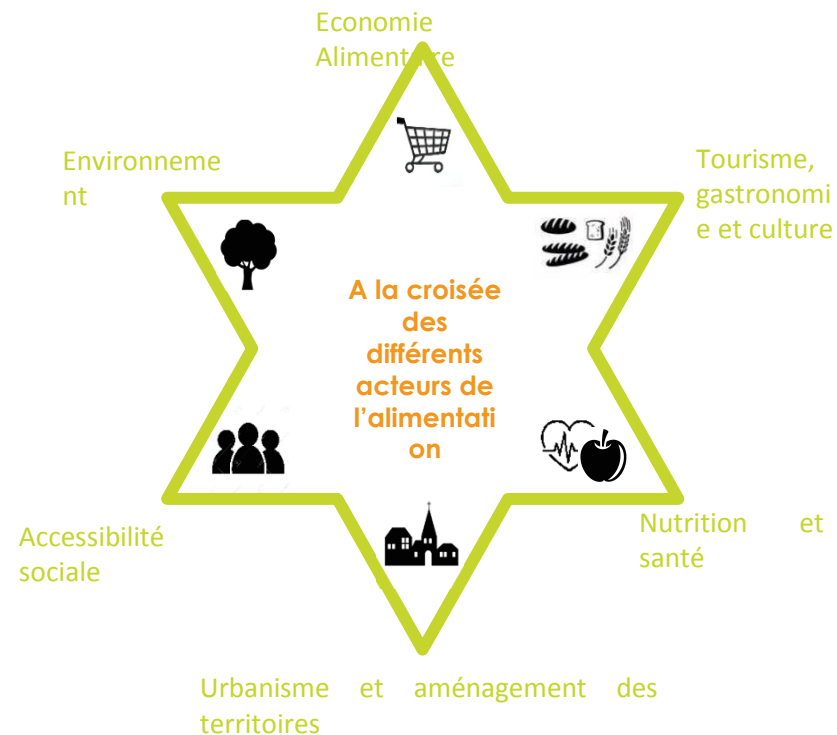 Economie
Alimentaire
Environneme
nt
Tourisme,
gastronomi
e et culture
A la croisée
des
différents
acteurs de
l’alimentati
on
Accessibilité
sociale
Nutrition et
santé
Urbanisme et aménagement des
territoires